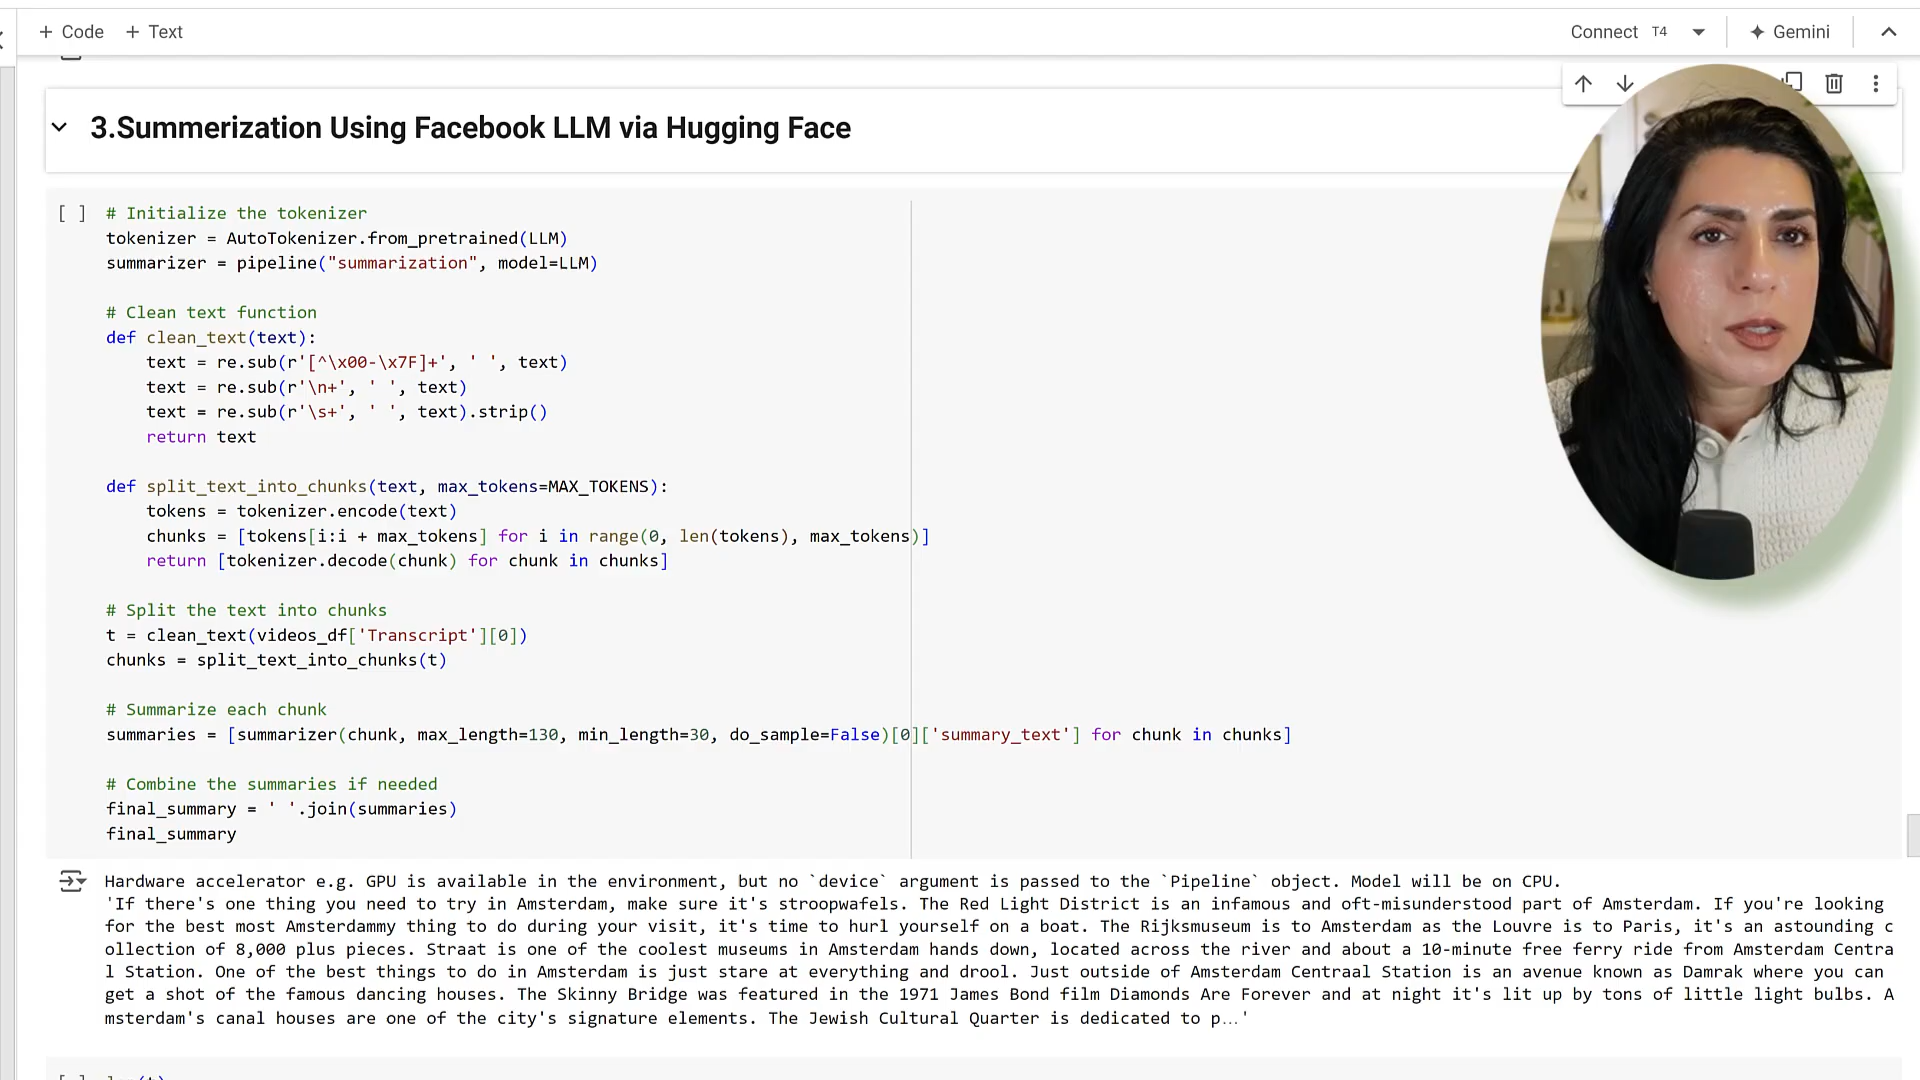 + Code + Text
Connect T4
Gemini
3.Summerization Using Facebook LLM via Hugging Face
[ ] # Initialize the tokenizer
tokenizer = AutoTokenizer.from_pretrained(LLM)
summarizer = pipeline("summarization", model=LLM)
# Clean text function
def clean_text(text):
text = re.sub(r'[^\x00-\x7F]+', ' ', text)
text = re.sub(r'\n+', ' ', text)
text = re.sub(r'\s+', ' ', text).strip()
return text
def split_text_into_chunks(text, max_tokens=MAX_TOKENS):
tokens = tokenizer.encode(text)
chunks = [tokens[i:i + max_tokens] for i in range(0, len(tokens), max_tokens)]
return [tokenizer.decode(chunk) for chunk in chunks]
# Split the text into chunks
t = clean_text(videos_df['Transcript'][0])
chunks = split_text_into_chunks(t)
# Summarize each chunk
summaries = [summarizer(chunk, max_length=130, min_length=30, do_sample=False)[0]['summary_text'] for chunk in chunks]
# Combine the summaries if needed
final_summary = ' '.join(summaries)
final_summary
Hardware accelerator e.g. GPU is available in the environment, but no `device` argument is passed to the `Pipeline` object. Model will be on CPU.
'If there's one thing you need to try in Amsterdam, make sure it's stroopwafels. The Red Light District is an infamous and oft-misunderstood part of Amsterdam. If you're looking
for the best most Amsterdammy thing to do during your visit, it's time to hurl yourself on a boat. The Rijksmuseum is to Amsterdam as the Louvre is to Paris, it's an astounding c
ollection of 8,000 plus pieces. Straat is one of the coolest museums in Amsterdam hands down, located across the river and about a 10-minute free ferry ride from Amsterdam Centra
l Station. One of the best things to do in Amsterdam is just stare at everything and drool. Just outside of Amsterdam Centraal Station is an avenue known as Damrak where you can
get a shot of the famous dancing houses. The Skinny Bridge was featured in the 1971 James Bond film Diamonds Are Forever and at night it's lit up by tons of little light bulbs. A
msterdam's canal houses are one of the city's signature elements. The Jewish Cultural Quarter is dedicated to p...'